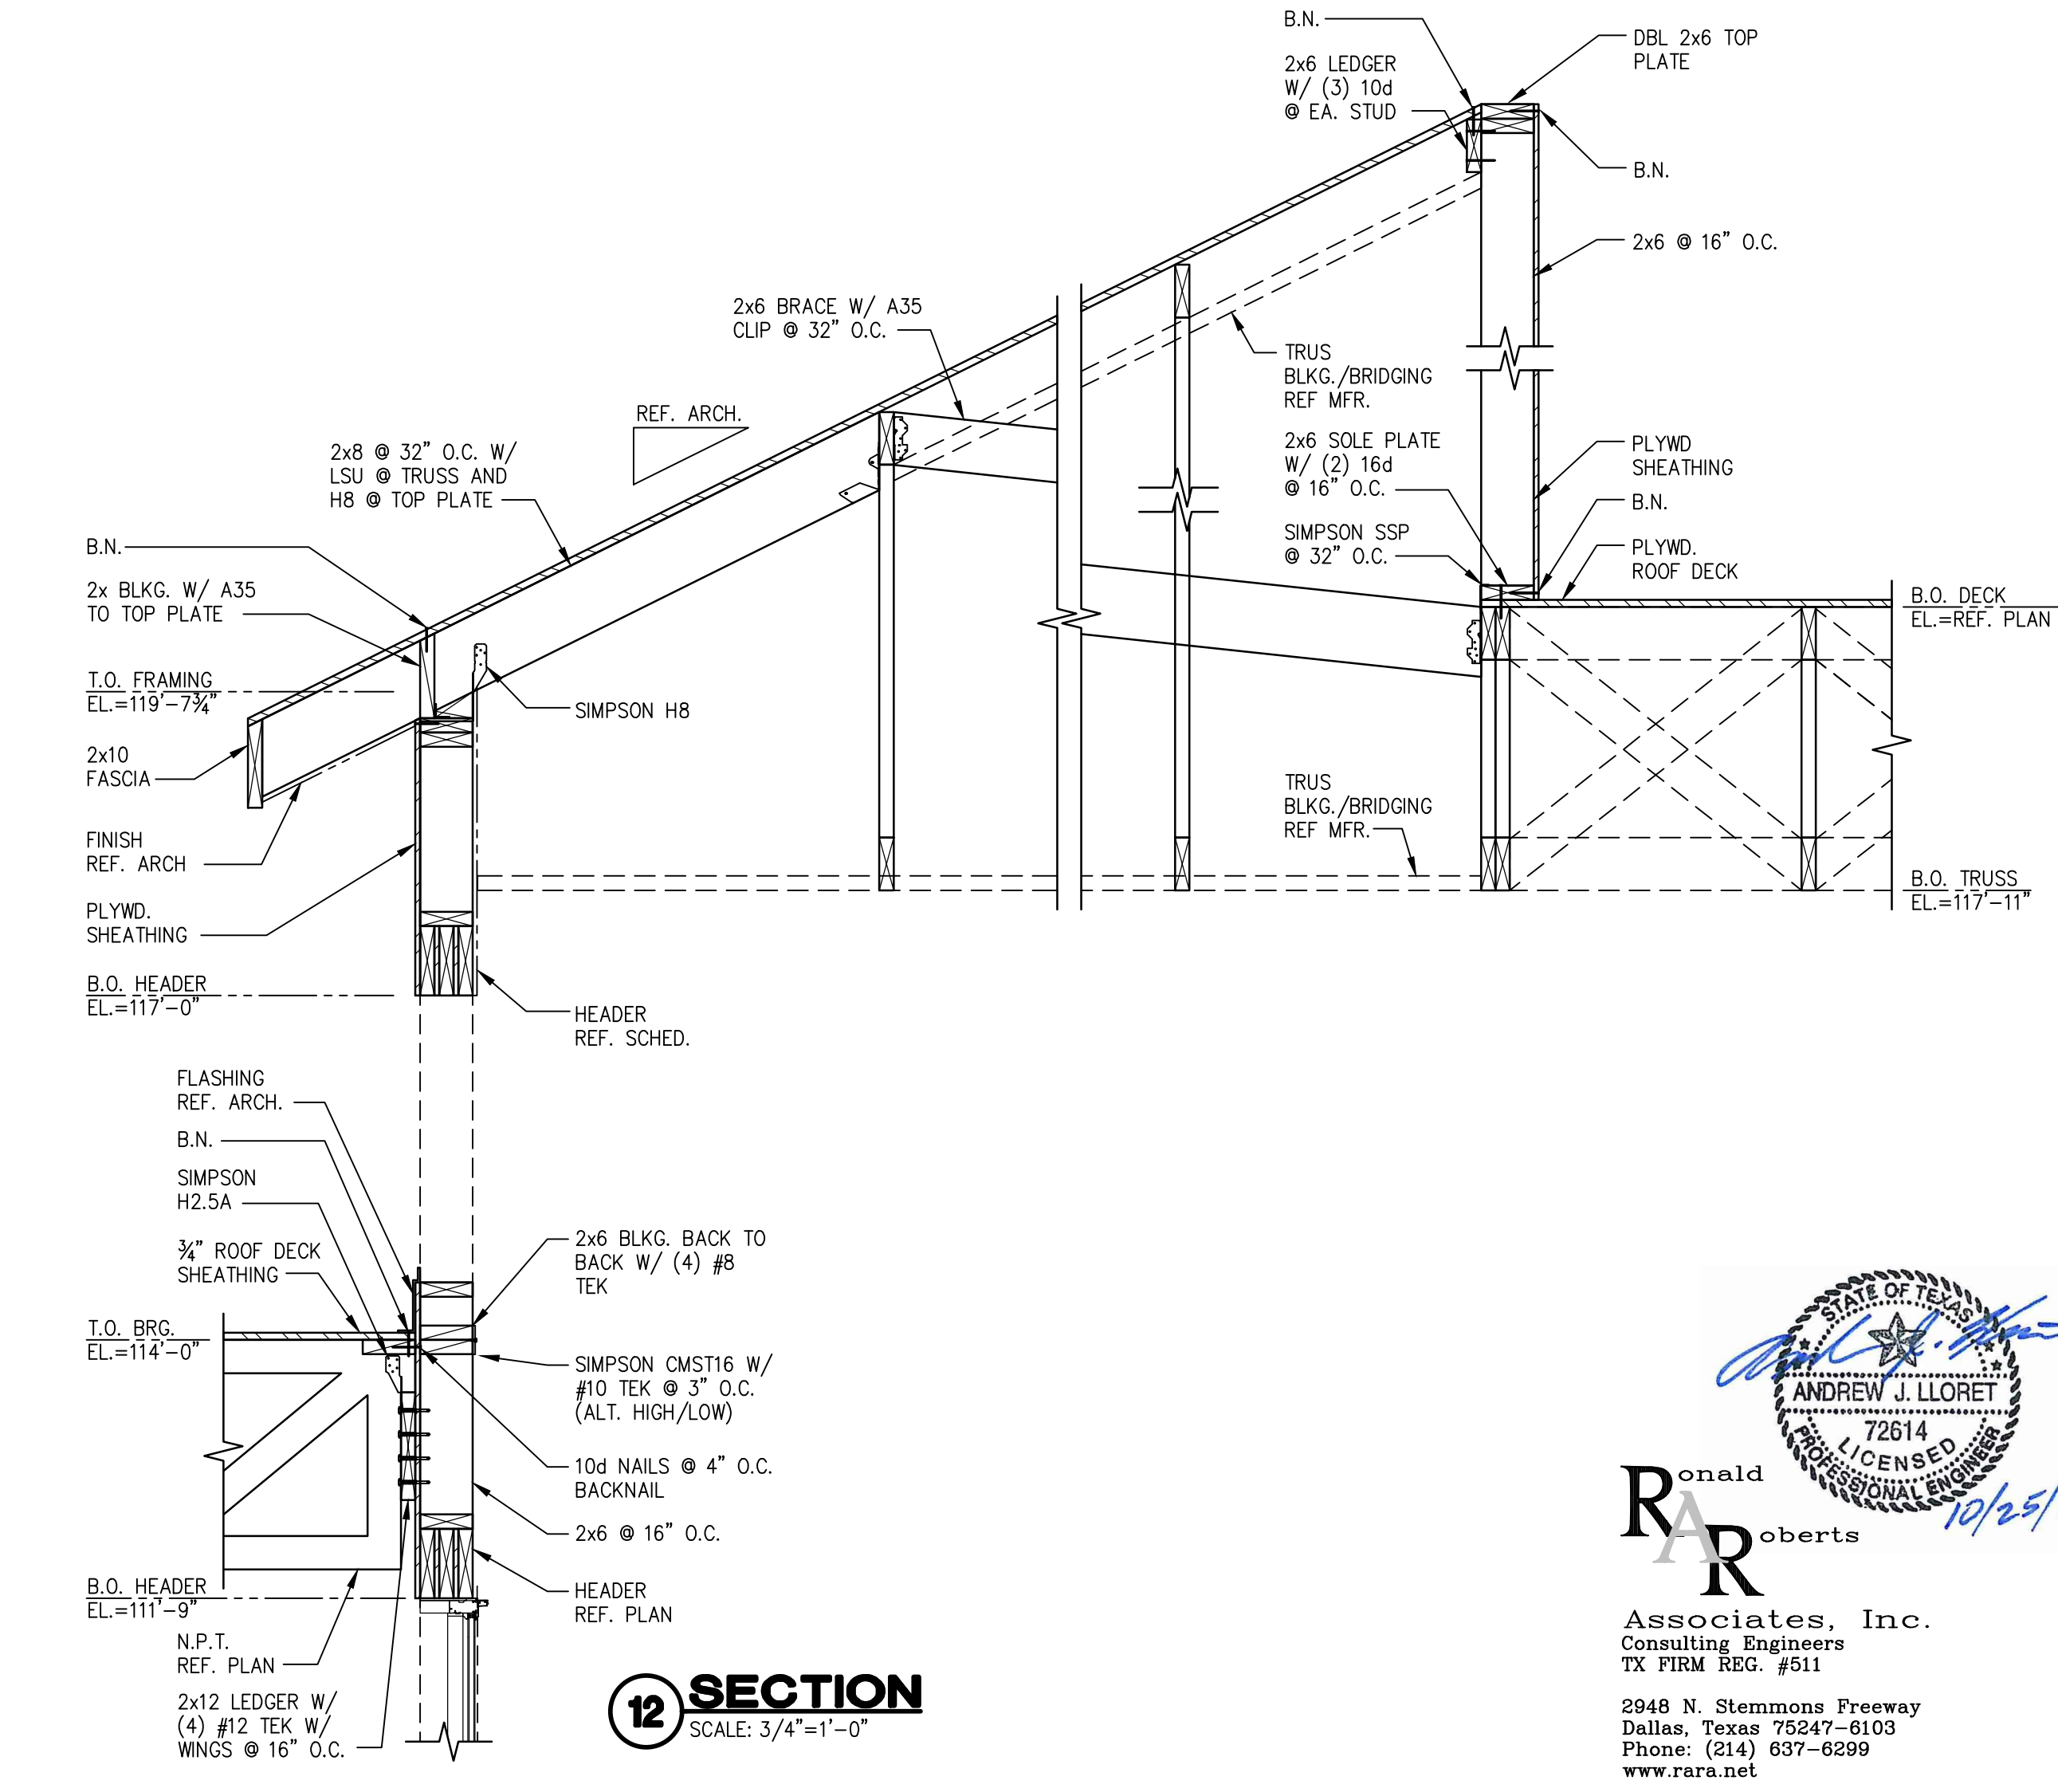 B.N.
2x6 LEDGER
W/ (3) 10d
@ EA. STUD
DBL 2x6 TOP
PLATE
B.N.
2x6 @ 16" O.C.
2x6 BRACE W/ A35
CLIP @ 32" O.C.
TRUS
BLKG./BRIDGING
REF MFR.
REF. ARCH.
2x8 @ 32" O.C. W/
LSU @ TRUSS AND
H8 @ TOP PLATE
2x6 SOLE PLATE
W/ (2) 16d
@ 16" O.C.
PLYWD
SHEATHING
B.N.
SIMPSON SSP
@ 32" O.C.
PLYWD.
ROOF DECK
B.N.
2x BLKG. W/ A35
TO TOP PLATE
B.O. DECK
EL.=REF. PLAN
T.O. FRAMING
EL.=119'-7¾"
SIMPSON H8
2x10
FASCIA
TRUS
BLKG./BRIDGING
REF MFR.
FINISH
REF. ARCH
B.O. TRUSS
EL.=117'-11"
PLYWD.
SHEATHING
B.O. HEADER
EL.=117'-0"
HEADER
REF. SCHED.
FLASHING
REF. ARCH.
B.N.
SIMPSON
H2.5A
¾" ROOF DECK
SHEATHING
2x6 BLKG. BACK TO
BACK W/ (4) #8
TEK
T.O. BRG.
EL.=114'-0"
SIMPSON CMST16 W/
#10 TEK @ 3" O.C.
(ALT. HIGH/LOW)
10d NAILS @ 4" O.C.
BACKNAIL
2x6 @ 16" O.C.
B.O. HEADER
EL.=111'-9"
HEADER
REF. PLAN
N.P.T.
REF. PLAN
2x12 LEDGER W/
(4) #12 TEK W/
WINGS @ 16" O.C.
12 SECTION
SCALE: 3/4"=1'-0"
STATE OF TEXAS
ANDREW J. LLORET
72614
LICENSED
PROFESSIONAL ENGINEER
10/25/
Ronald
A
Roberts
Associates, Inc.
Consulting Engineers
TX FIRM REG. #511
2948 N. Stemmons Freeway
Dallas, Texas 75247-6103
Phone: (214) 637-6299
www.rara.net